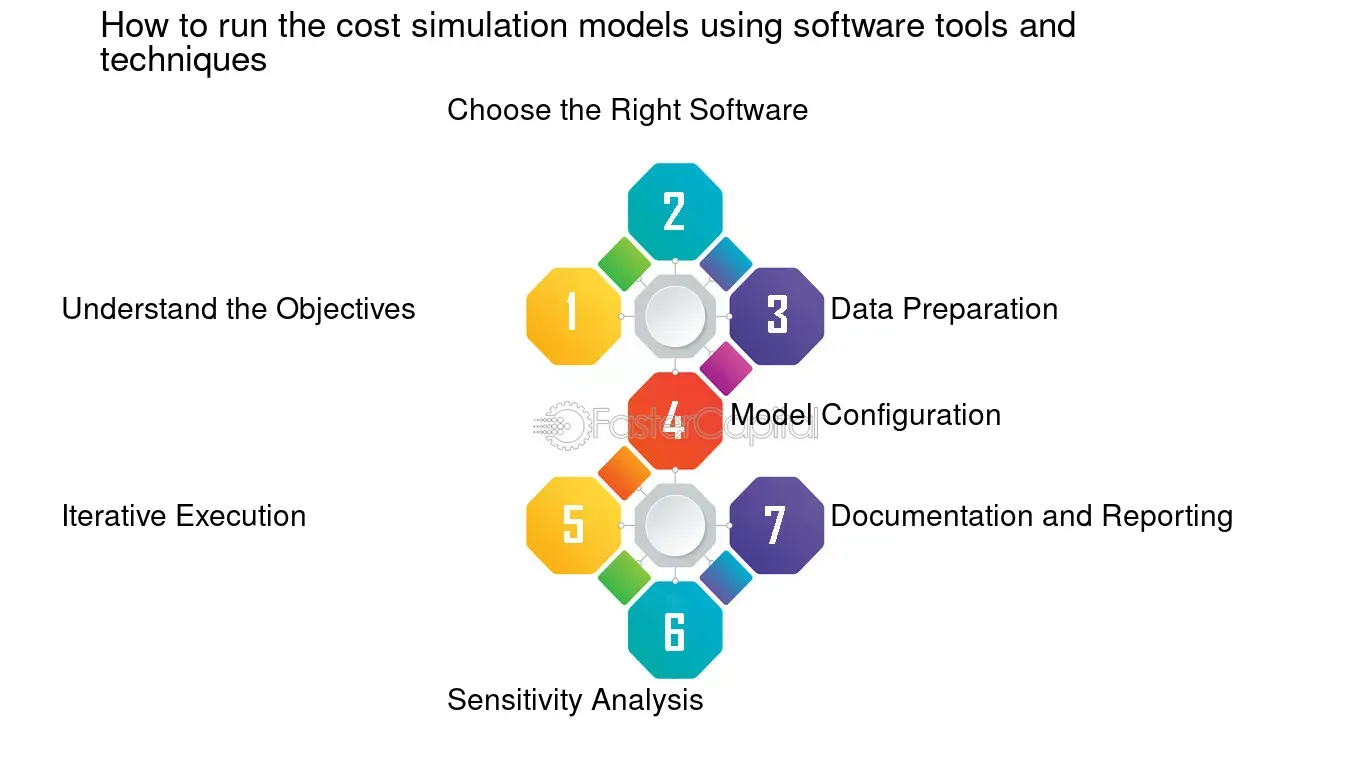 How to run the cost simulation models using software tools and
techniques
Choose the Right Software
2
1
Understand the Objectives
3
Data Preparation
4
Model Configuration
FasterCapital
5
Iterative Execution
7
Documentation and Reporting
6
Sensitivity Analysis